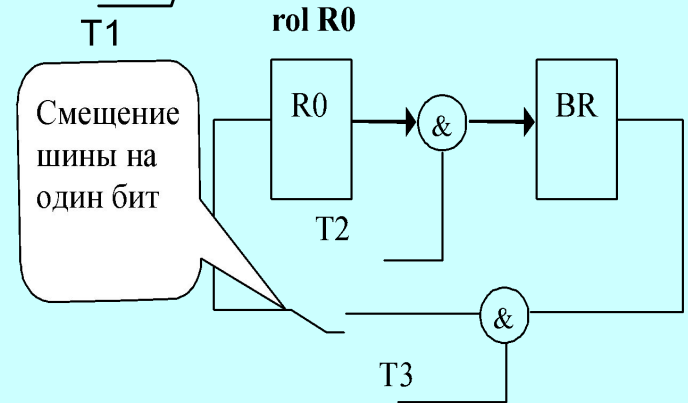 T1
rol R0
Смещение
шины на
один бит
R0
&
BR
T2
&
T3